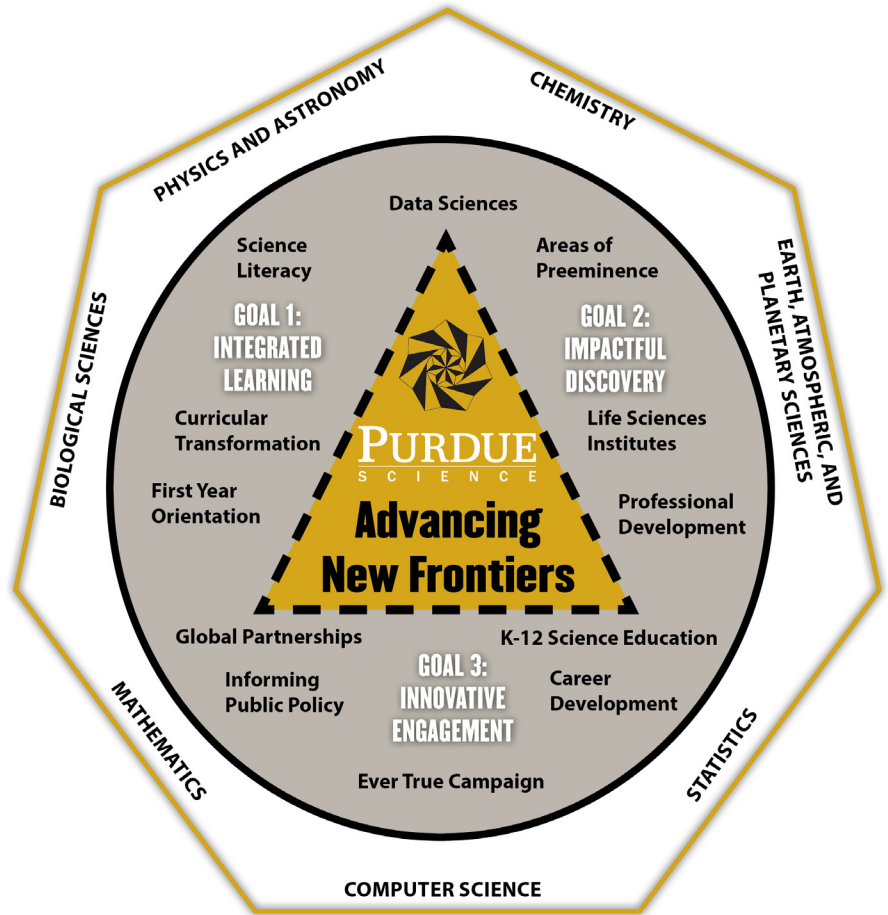 PHYSICS AND ASTRONOMY
CHEMISTRY
EARTH, ATMOSPHERIC, AND
PLANETARY SCIENCES
BIOLOGICAL SCIENCES
MATHEMATICS
STATISTICS
COMPUTER SCIENCE
Data Sciences
Science
Literacy
GOAL 1:
INTEGRATED
LEARNING
Curricular
Transformation
First Year
Orientation
Areas of
Preeminence
GOAL 2:
IMPACTFUL
DISCOVERY
Life Sciences
Institutes
Professional
Development
PURDUE
SCIENCE
Advancing
New Frontiers
Global Partnerships
Informing
Public Policy
GOAL 3:
INNOVATIVE
ENGAGEMENT
K-12 Science Education
Career
Development
Ever True Campaign